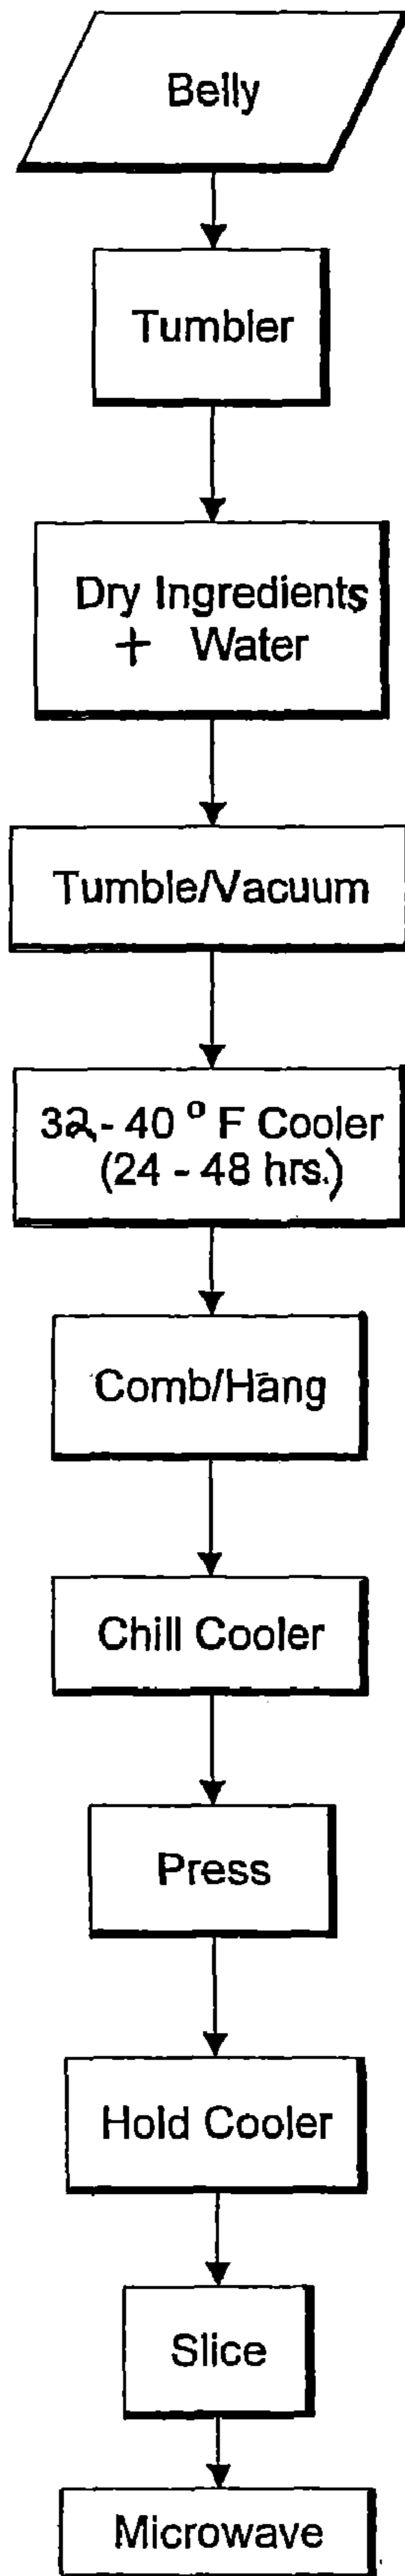 Belly
Tumbler
Dry Ingredients
+ Water
Tumble/Vacuum
32 - 40 ° F Cooler
(24 - 48 hrs.)
Comb/Hang
Chill Cooler
Press
Hold Cooler
Slice
Microwave